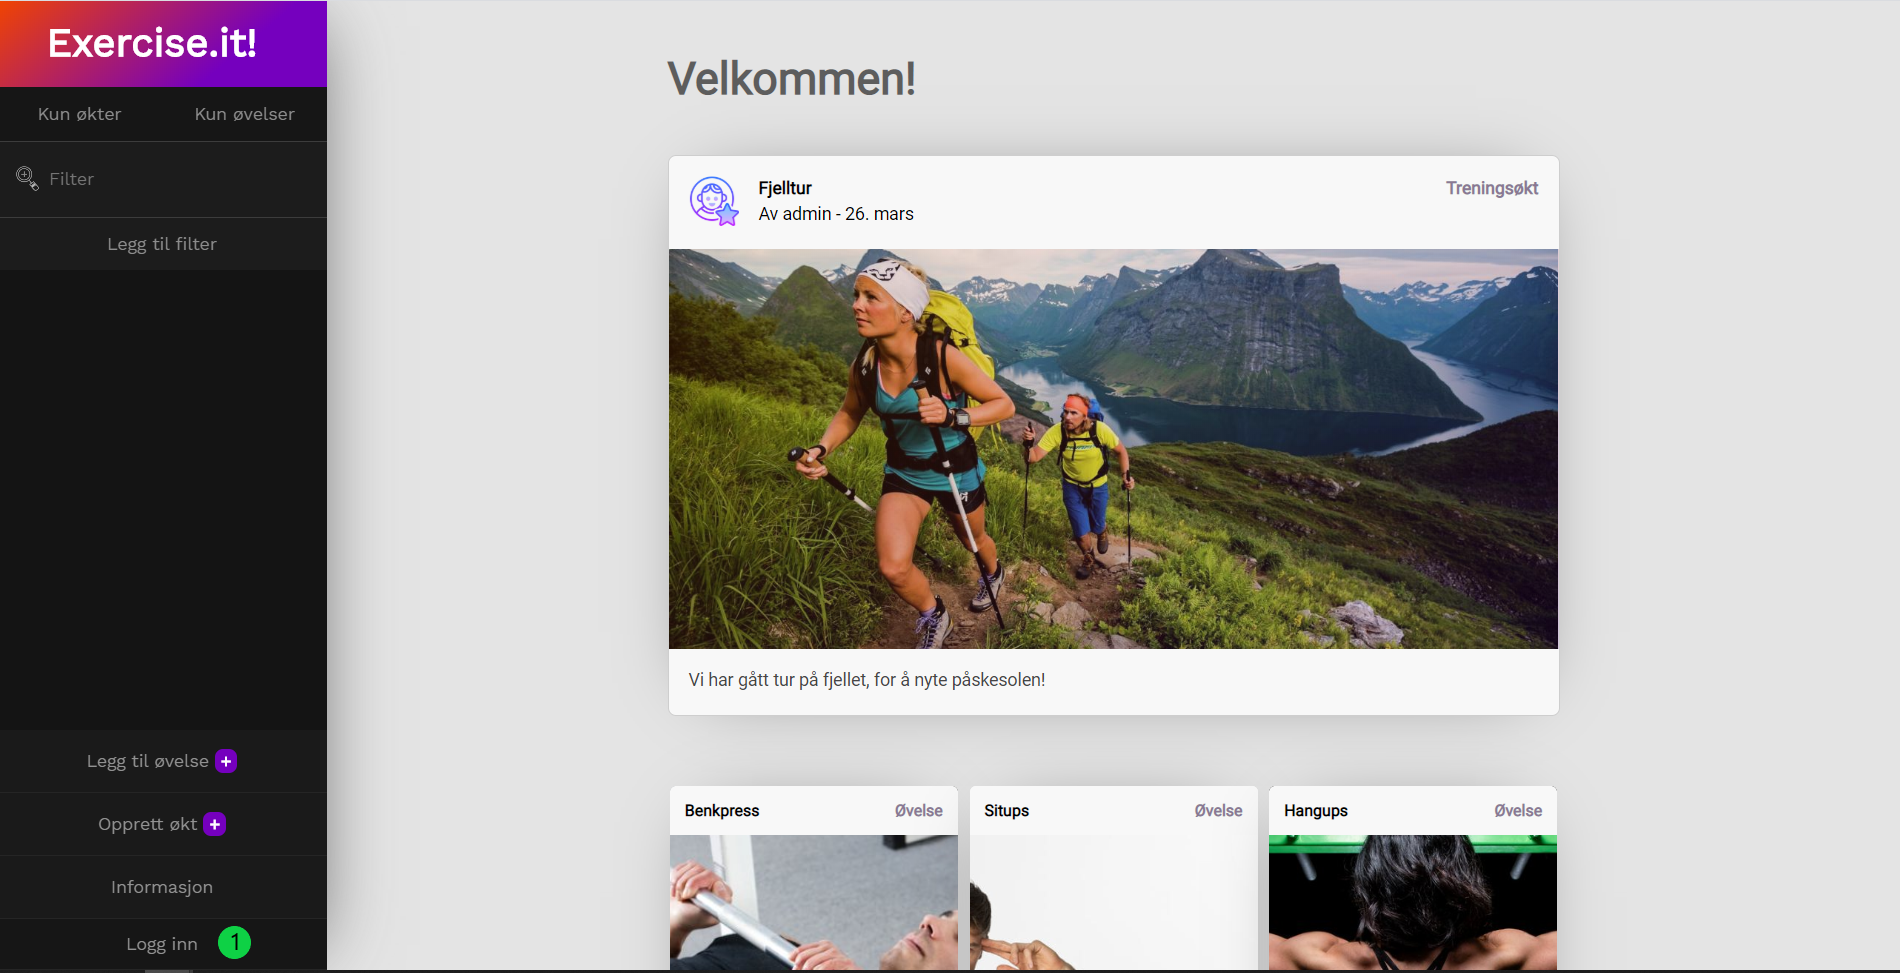 Exercise.it!
Kun økter Kun øvelser
Filter
Legg til filter
Legg til øvelse +
Opprett økt +
Informasjon
Logg inn 1
Velkommen!
Fjelltur Treningsøkt
Av admin - 26. mars
Vi har gått tur på fjellet, for å nyte påskesolen!
Benkpress Øvelse
Situps Øvelse
Hangups Øvelse